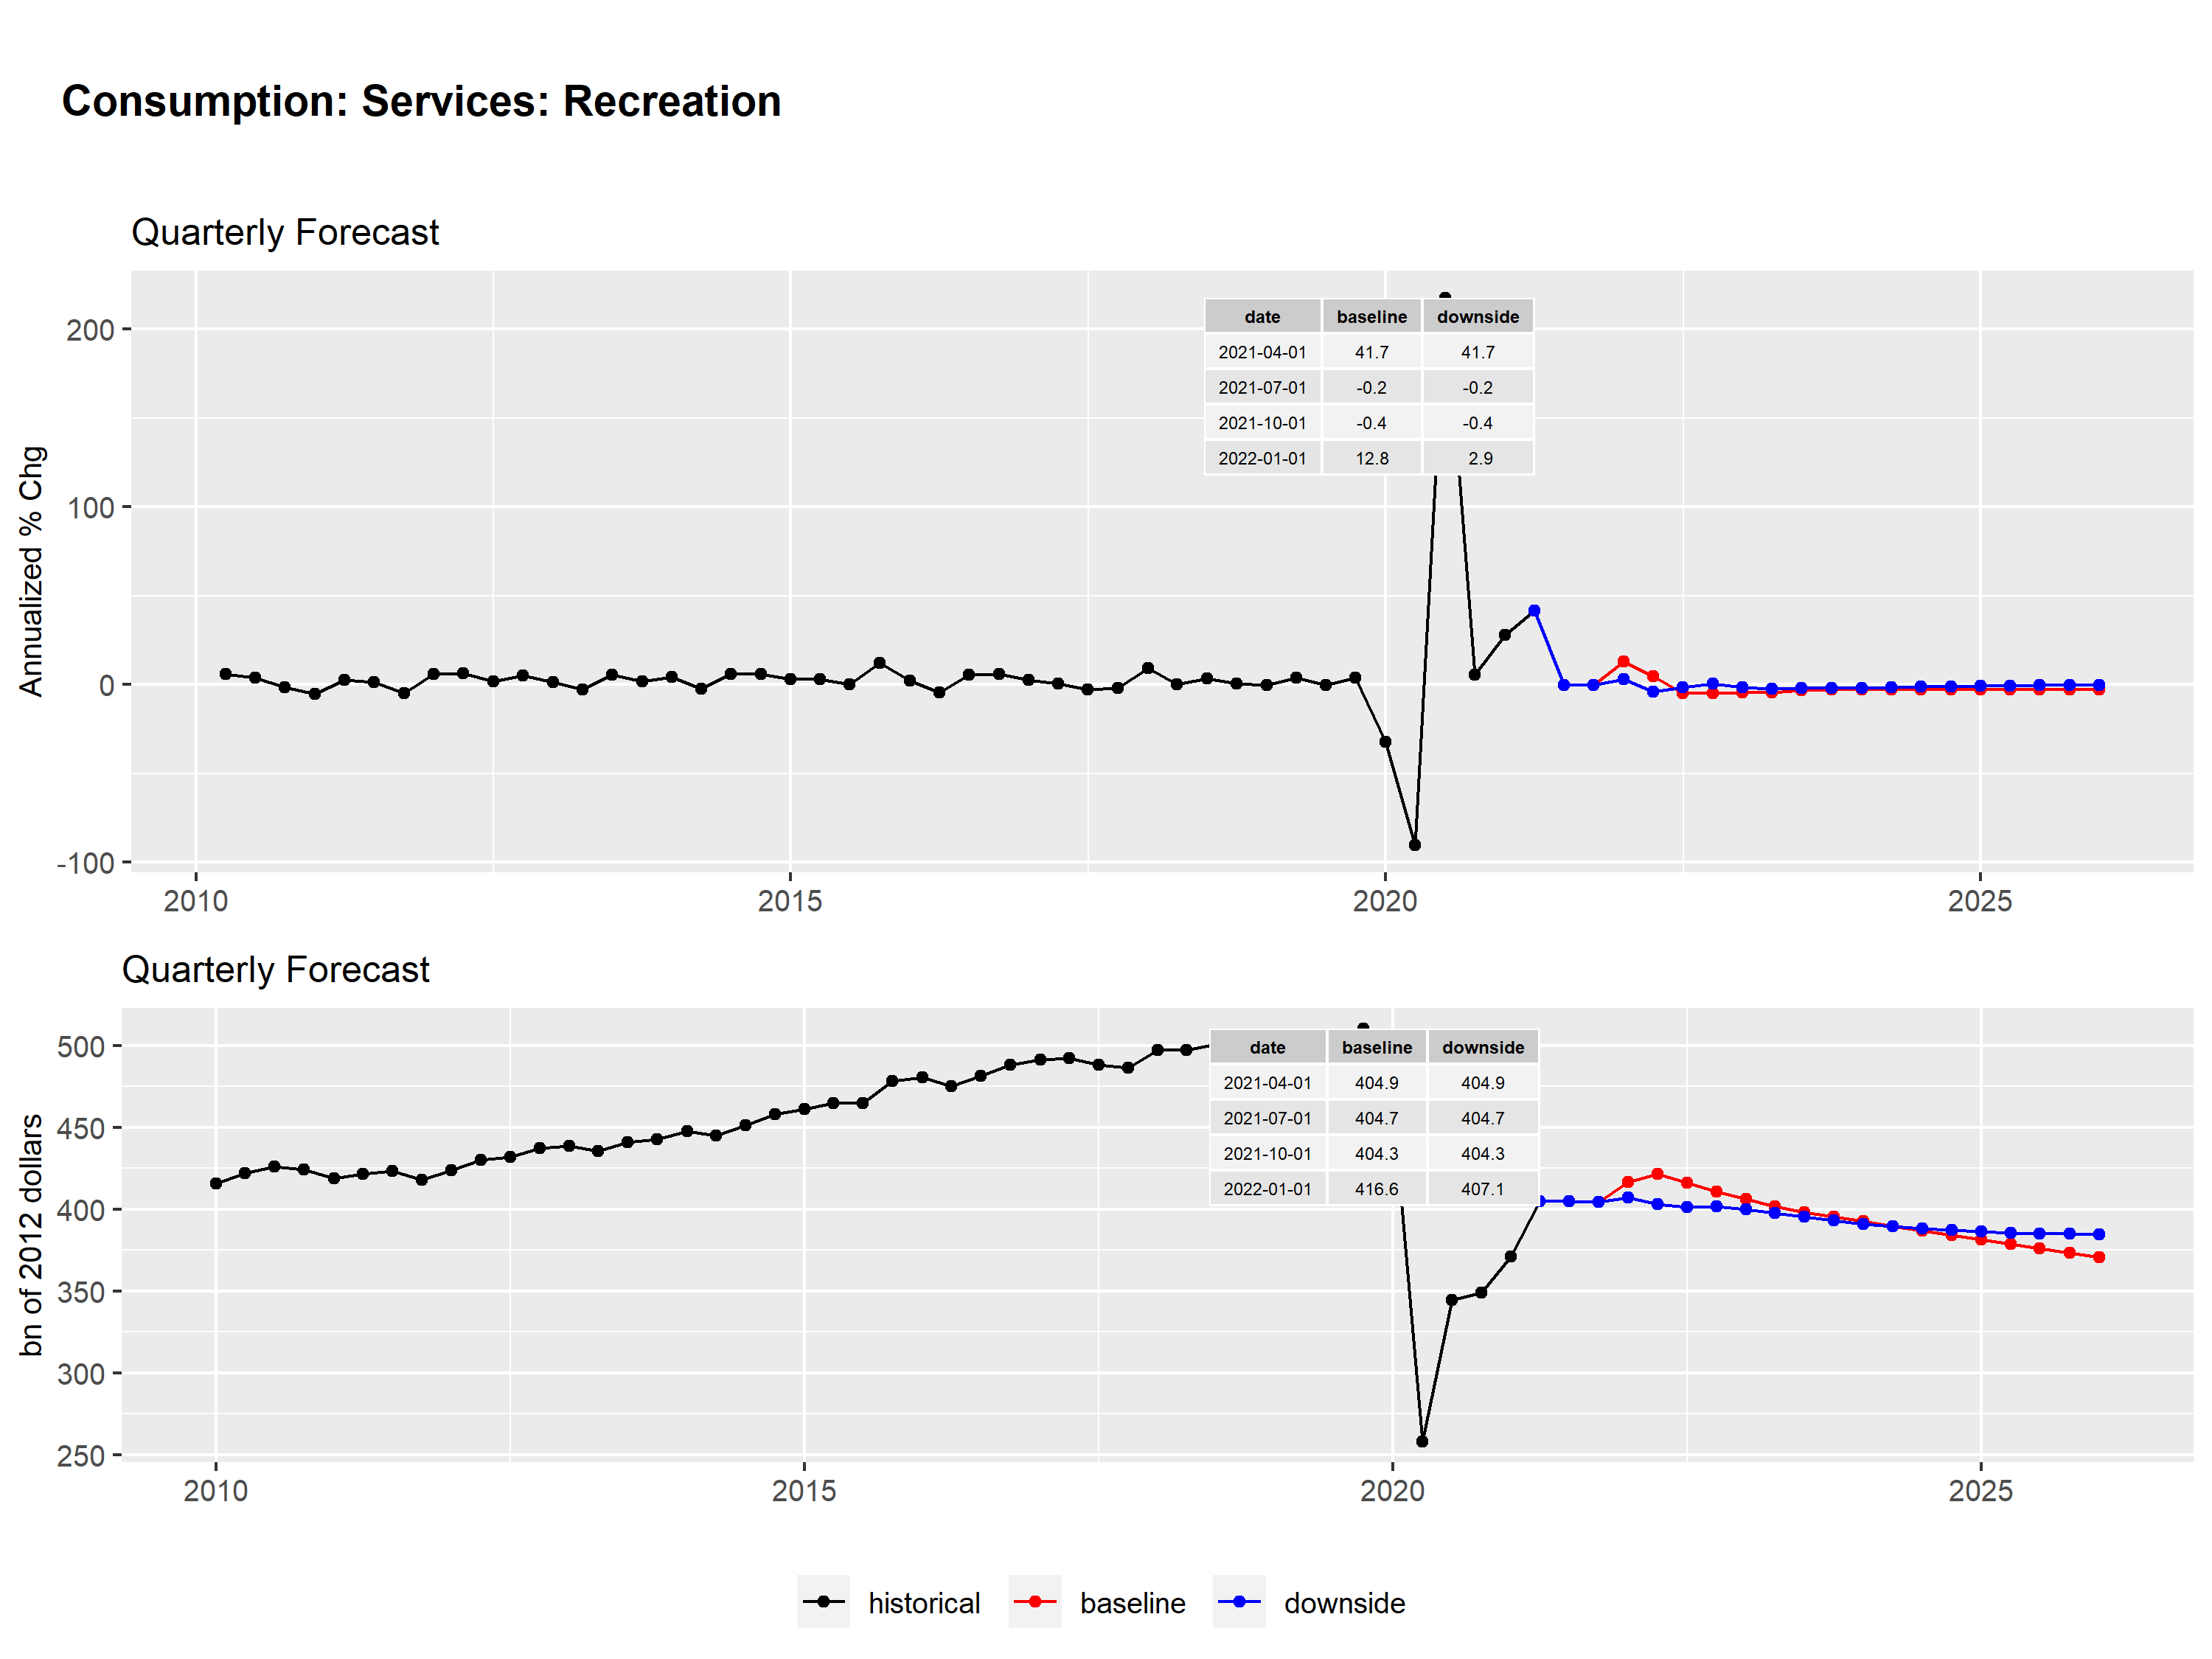 Consumption: Services: Recreation
Quarterly Forecast
Annualized % Chg
200
100
0
-100
date baseline downside
2021-04-01 41.7 41.7
2021-07-01 -0.2 -0.2
2021-10-01 -0.4 -0.4
2022-01-01 12.8 2.9
2010 2015 2020 2025
Quarterly Forecast
bn of 2012 dollars
500
450
400
350
300
250
date baseline downside
2021-04-01 404.9 404.9
2021-07-01 404.7 404.7
2021-10-01 404.3 404.3
2022-01-01 416.6 407.1
2010 2015 2020 2025
historical baseline downside